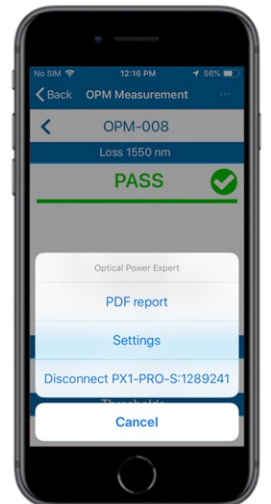 No SIM 12:16 PM 56%
Back OPM Measurement ...
OPM-008
Loss 1550 nm
PASS
Optical Power Expert
PDF report
Settings
Disconnect PX1-PRO-S:1289241
Thresholds
Cancel